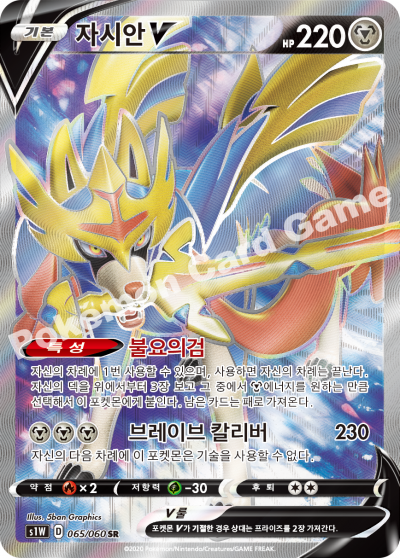 기본 자시안 V HP 220
Pokémon Card Game
특성 불요의검
자신의 차례에 1번 사용할 수 있으며, 사용하면 자신의 차례는 끝난다.
자신의 덱을 위에서부터 3장 보고 그 중에서 에너지를 원하는 만큼
선택해서 이 포켓몬에게 붙인다. 남은 카드는 패로 가져온다.
브레이브 칼리버 230
자신의 다음 차례에 이 포켓몬은 기술을 사용할 수 없다.
약점 ×2 저항력 -30 후퇴
Illus. 5ban Graphics
V룰
s1W D 065/060 SR
포켓몬 V가 기절한 경우 상대는 프라이즈를 2장 가져간다.
©2020 Pokémon/Nintendo/Creatures/GAME FREAK.